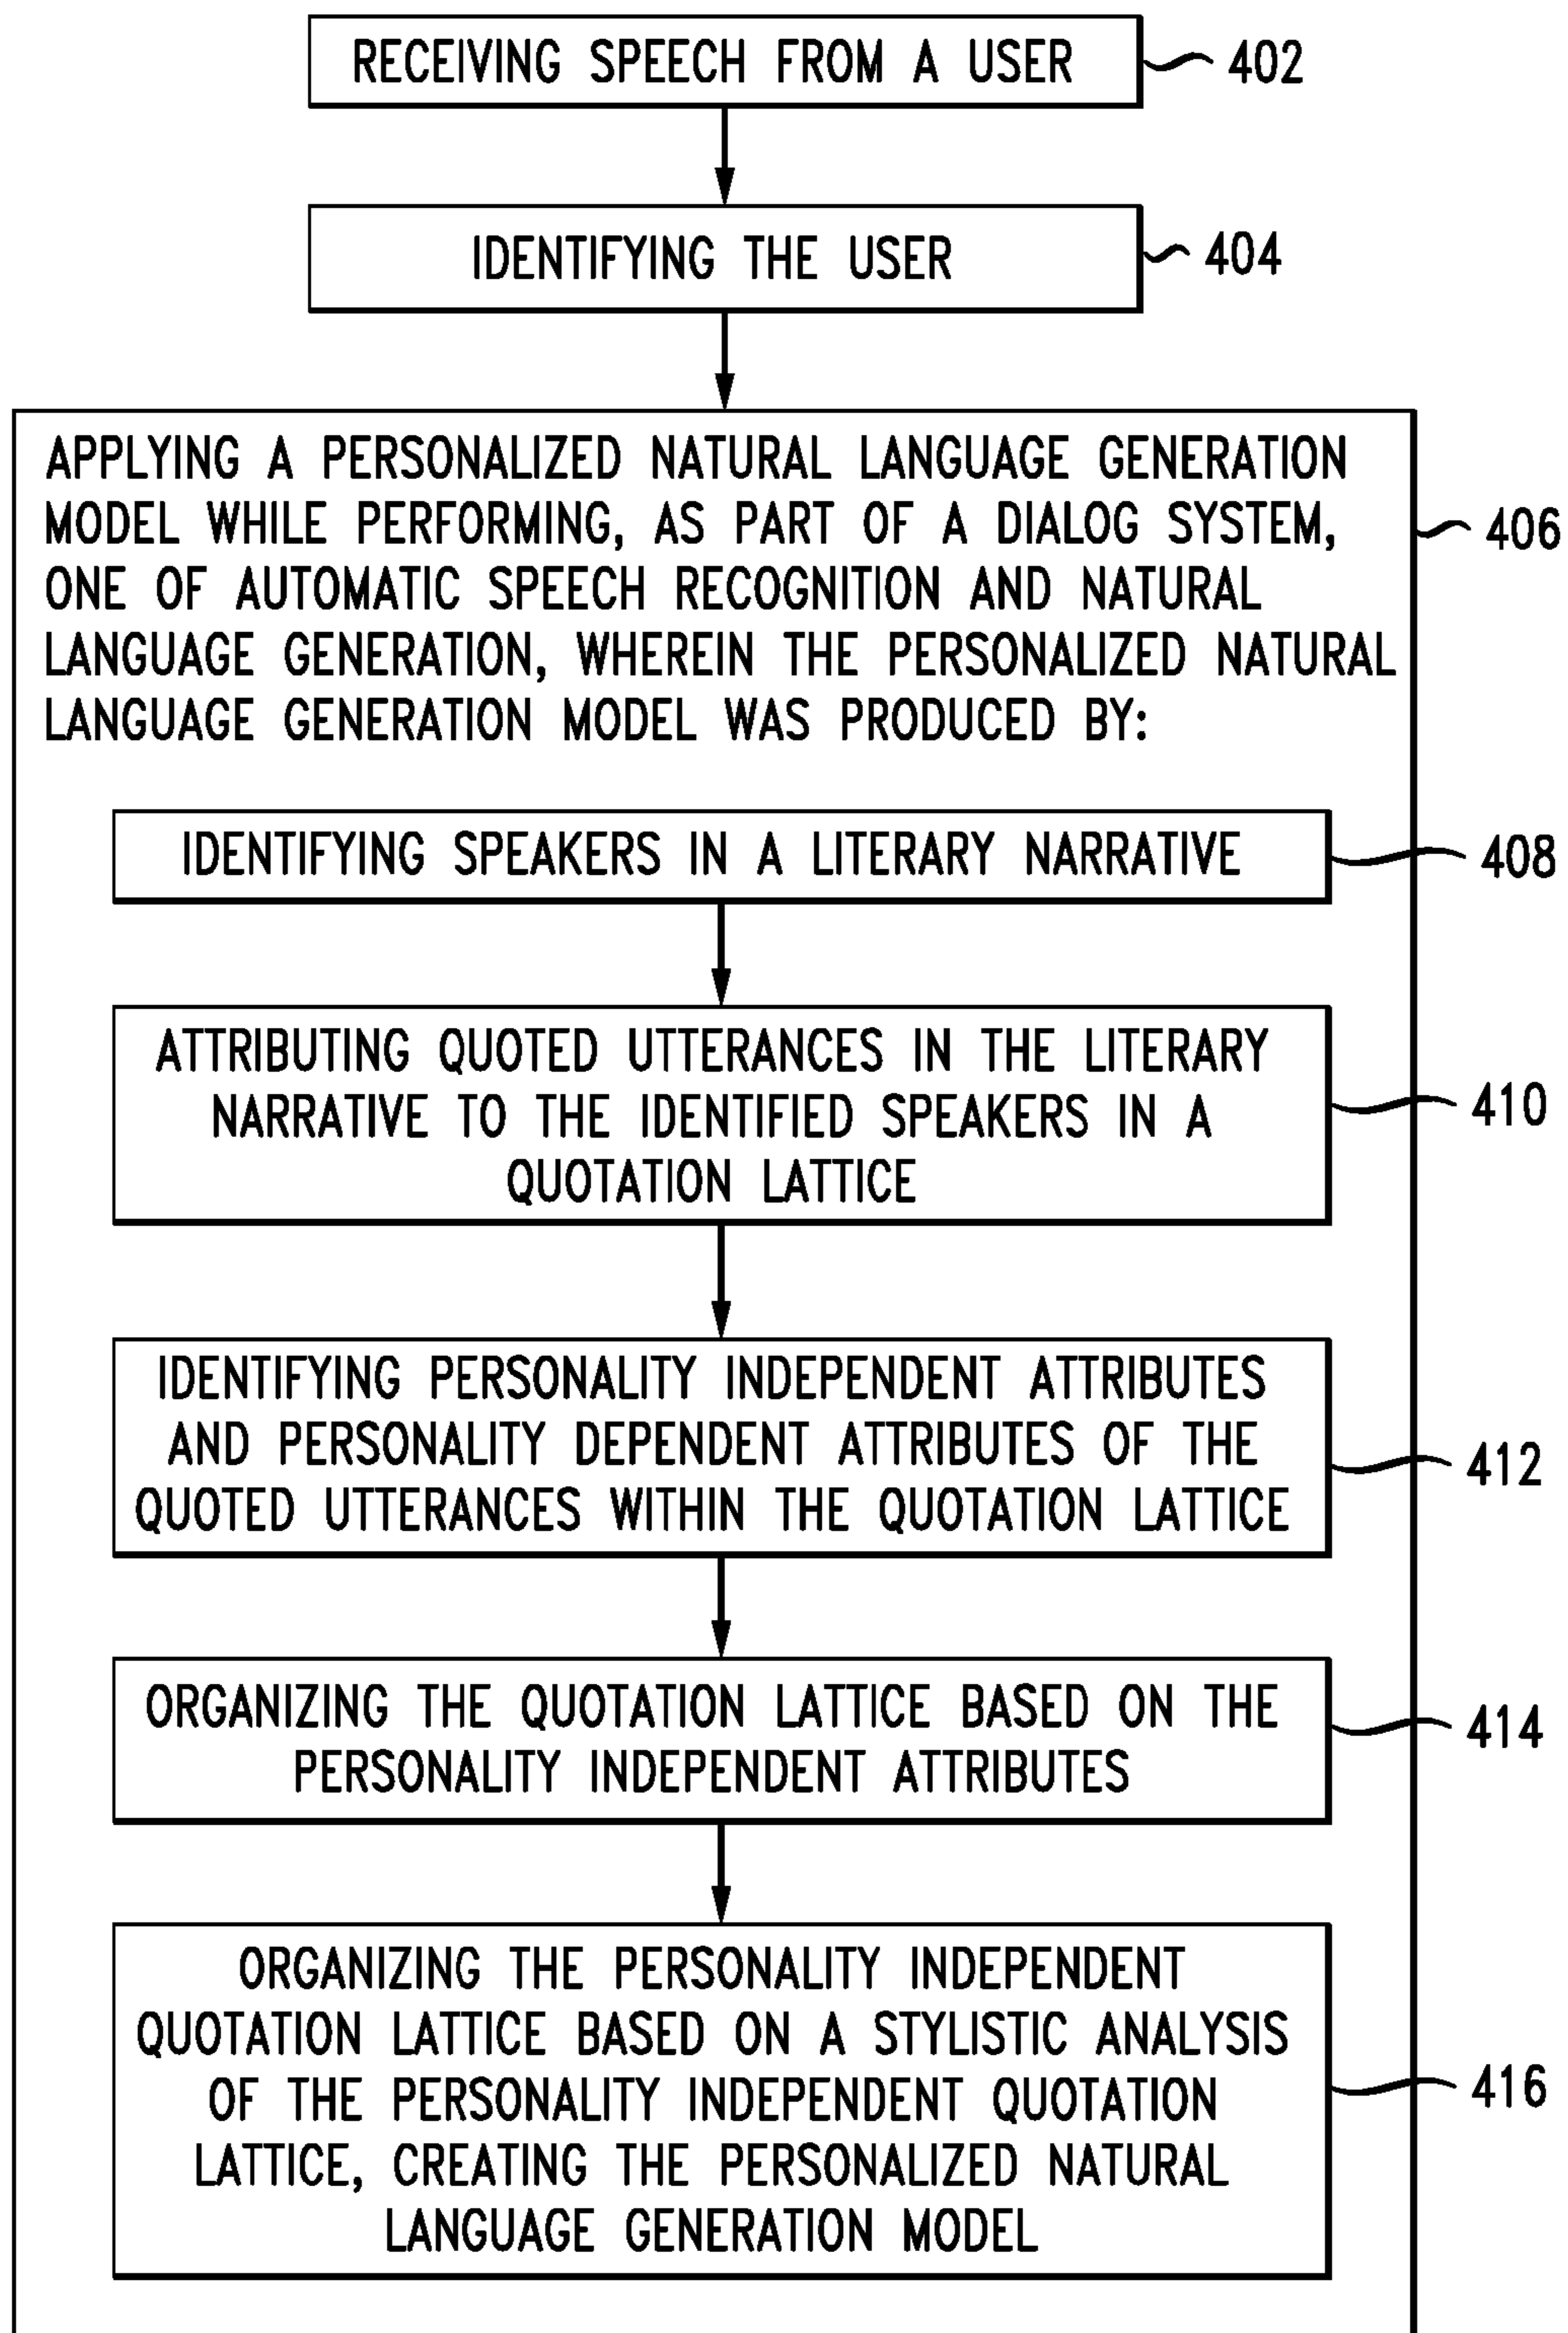 RECEIVING SPEECH FROM A USER 402
IDENTIFYING THE USER 404
APPLYING A PERSONALIZED NATURAL LANGUAGE GENERATION
MODEL WHILE PERFORMING, AS PART OF A DIALOG SYSTEM, 406
ONE OF AUTOMATIC SPEECH RECOGNITION AND NATURAL
LANGUAGE GENERATION, WHEREIN THE PERSONALIZED NATURAL
LANGUAGE GENERATION MODEL WAS PRODUCED BY:
IDENTIFYING SPEAKERS IN A LITERARY NARRATIVE 408
ATTRIBUTING QUOTED UTTERANCES IN THE LITERARY
NARRATIVE TO THE IDENTIFIED SPEAKERS IN A 410
QUOTATION LATTICE
IDENTIFYING PERSONALITY INDEPENDENT ATTRIBUTES
AND PERSONALITY DEPENDENT ATTRIBUTES OF THE 412
QUOTED UTTERANCES WITHIN THE QUOTATION LATTICE
ORGANIZING THE QUOTATION LATTICE BASED ON THE 414
PERSONALITY INDEPENDENT ATTRIBUTES
ORGANIZING THE PERSONALITY INDEPENDENT
QUOTATION LATTICE BASED ON A STYLISTIC ANALYSIS
OF THE PERSONALITY INDEPENDENT QUOTATION 416
LATTICE, CREATING THE PERSONALIZED NATURAL
LANGUAGE GENERATION MODEL